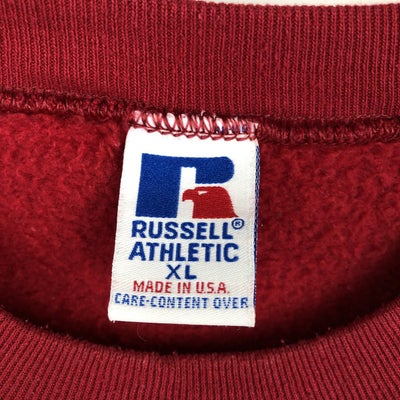 RUSSELL®
ATHLETIC
XL
MADE IN U.S.A.
CARE-CONTENT OVER